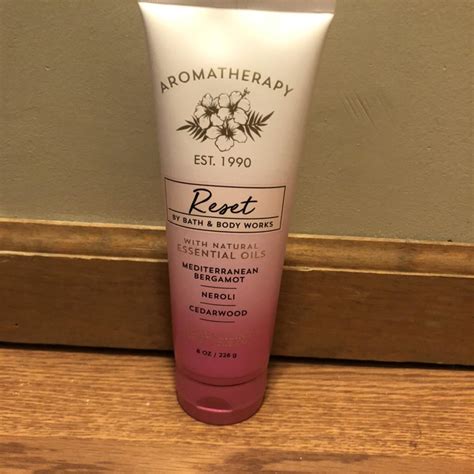 AROMATHERAPY
EST. 1990
Reset
BY BATH & BODY WORKS
WITH NATURAL
ESSENTIAL OILS
MEDITERRANEAN
BERGAMOT
NEROLI
CEDARWOOD
8 OZ / 226 g